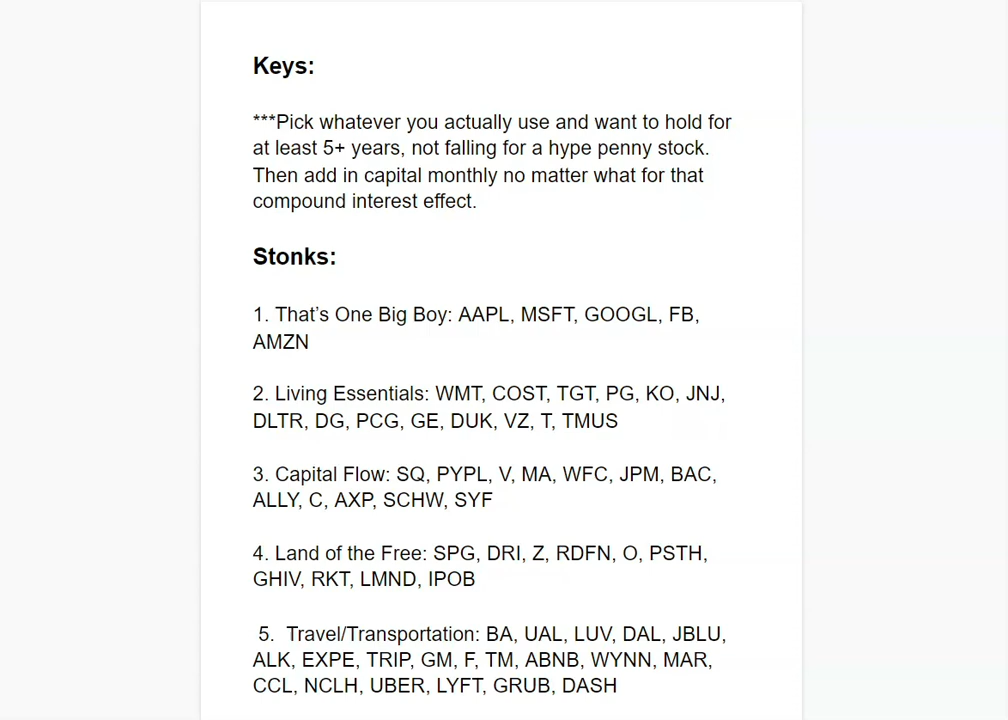 Keys:
***Pick whatever you actually use and want to hold for
at least 5+ years, not falling for a hype penny stock.
Then add in capital monthly no matter what for that
compound interest effect.
Stonks:
1. That’s One Big Boy: AAPL, MSFT, GOOGL, FB,
AMZN
2. Living Essentials: WMT, COST, TGT, PG, KO, JNJ,
DLTR, DG, PCG, GE, DUK, VZ, T, TMUS
3. Capital Flow: SQ, PYPL, V, MA, WFC, JPM, BAC,
ALLY, C, AXP, SCHW, SYF
4. Land of the Free: SPG, DRI, Z, RDFN, O, PSTH,
GHIV, RKT, LMND, IPOB
5. Travel/Transportation: BA, UAL, LUV, DAL, JBLU,
ALK, EXPE, TRIP, GM, F, TM, ABNB, WYNN, MAR,
CCL, NCLH, UBER, LYFT, GRUB, DASH